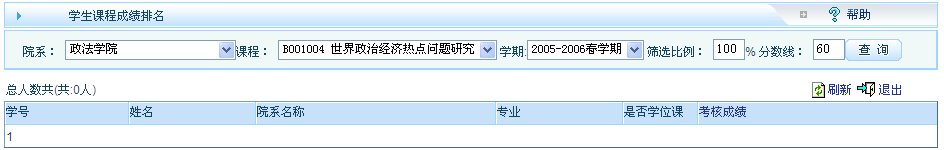 学生课程成绩排名 帮助
院系： 政法学院 课程： B001004 世界政治经济热点问题研究 学期: 2005-2006春学期 筛选比例： 100 % 分数线： 60 查 询
总人数共(共:0人) 刷新 退出
学号 姓名 院系名称 专业 是否学位课 考核成绩
1